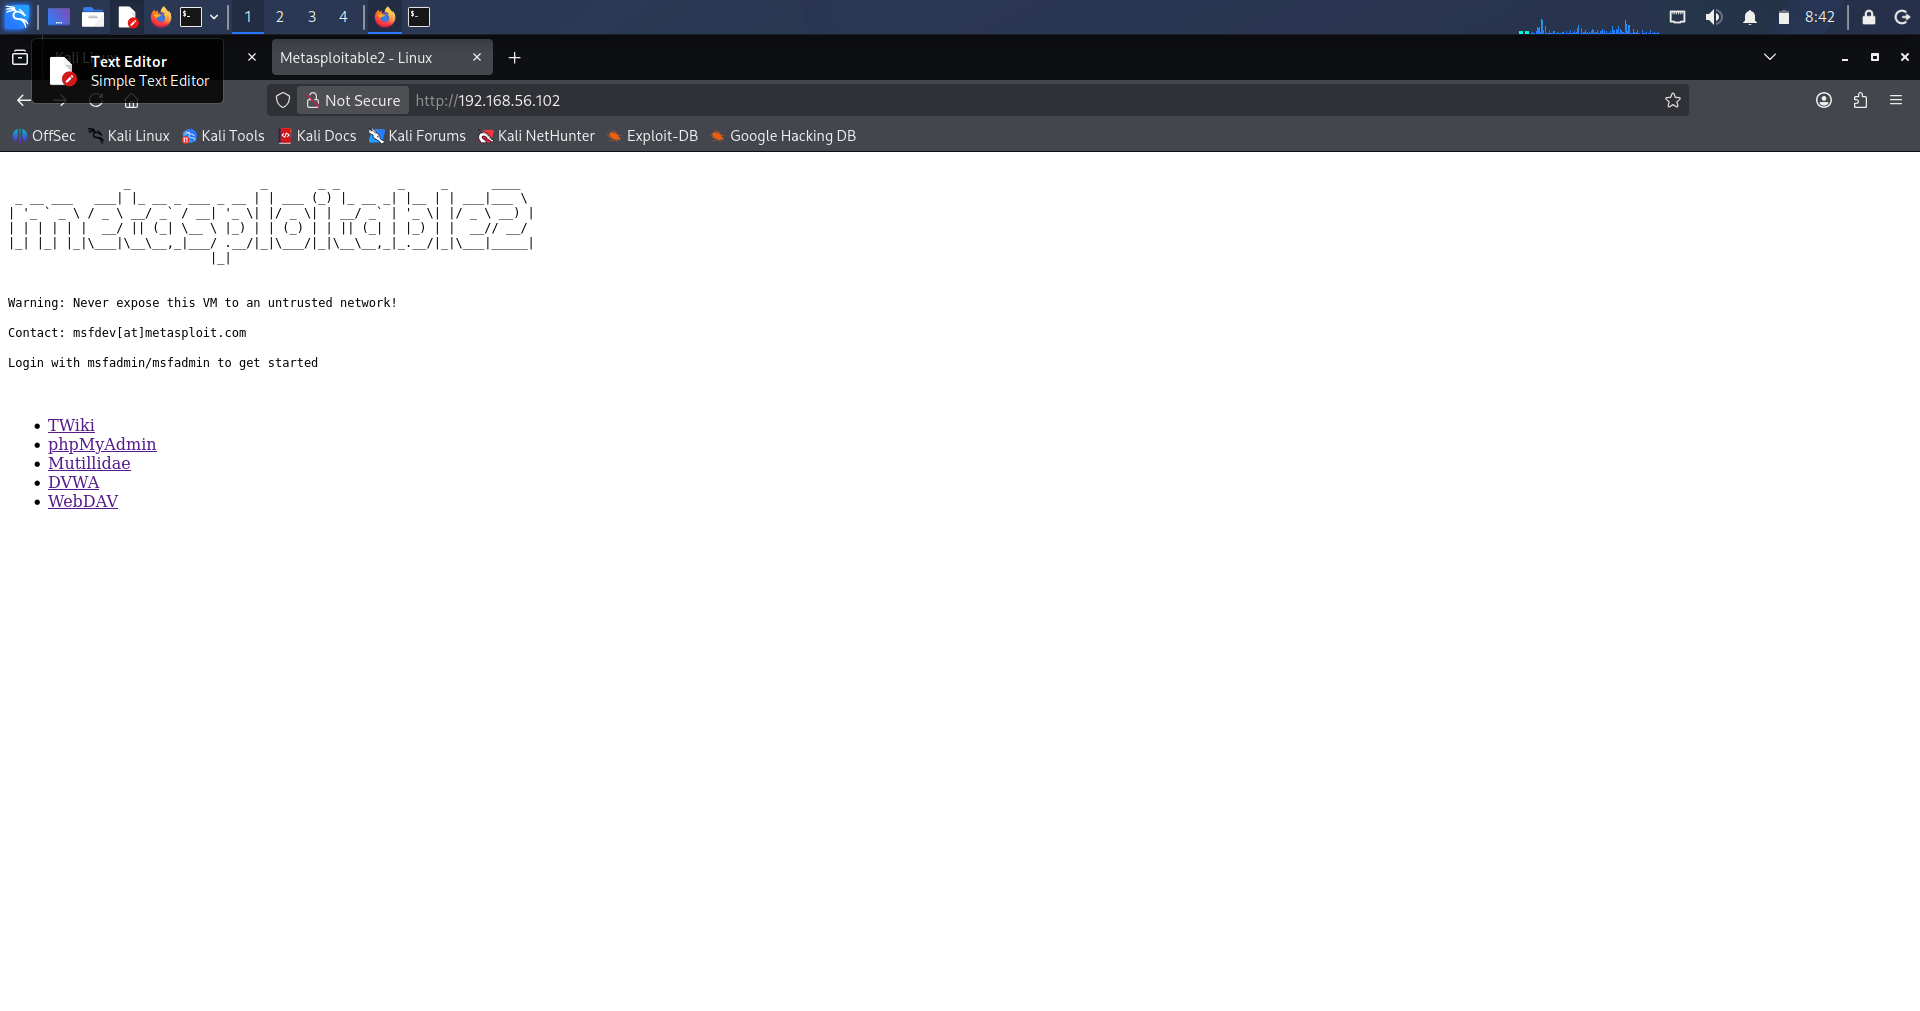 1 2 3 4 8:42
Text Editor
Simple Text Editor
Metasploitable2 - Linux
Not Secure http://192.168.56.102
OffSec Kali Linux Kali Tools Kali Docs Kali Forums Kali NetHunter Exploit-DB Google Hacking DB
metasploitable2
Warning: Never expose this VM to an untrusted network!
Contact: msfdev[at]metasploit.com
Login with msfadmin/msfadmin to get started
TWiki
phpMyAdmin
Mutillidae
DVWA
WebDAV